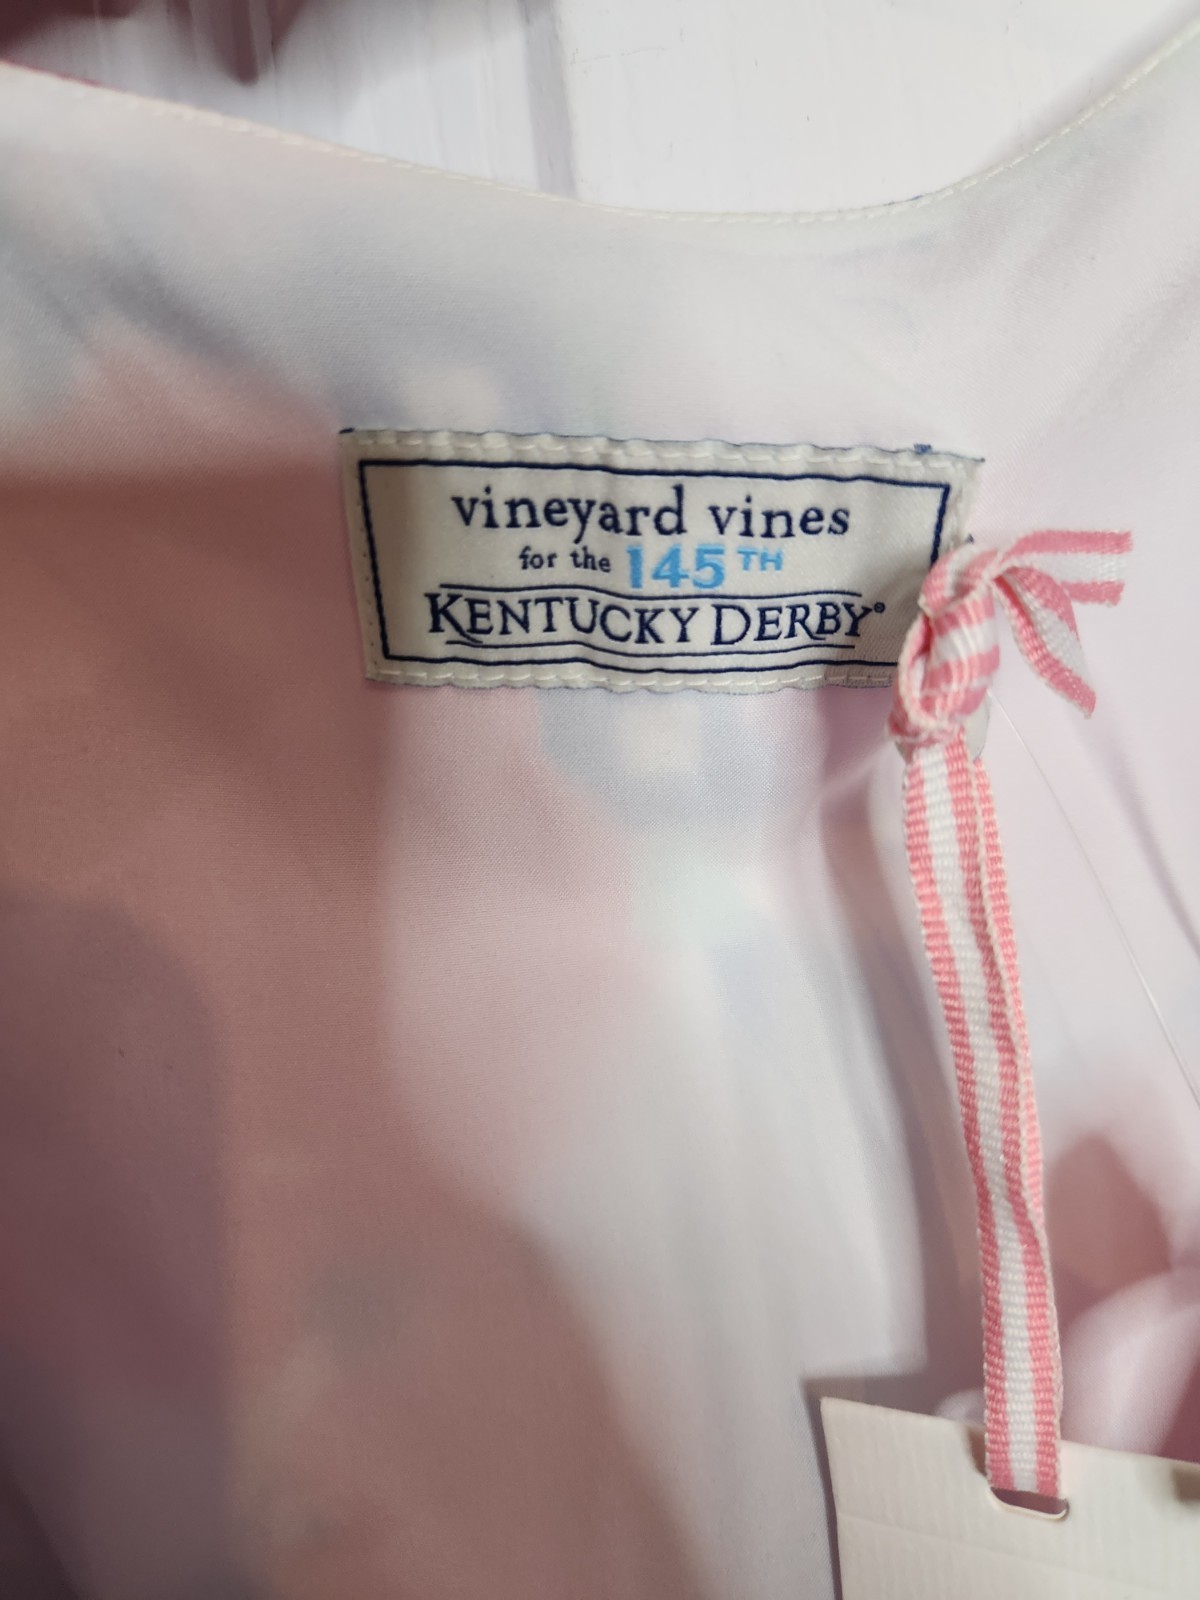 vineyard vines
for the 145TH
KENTUCKY DERBY®